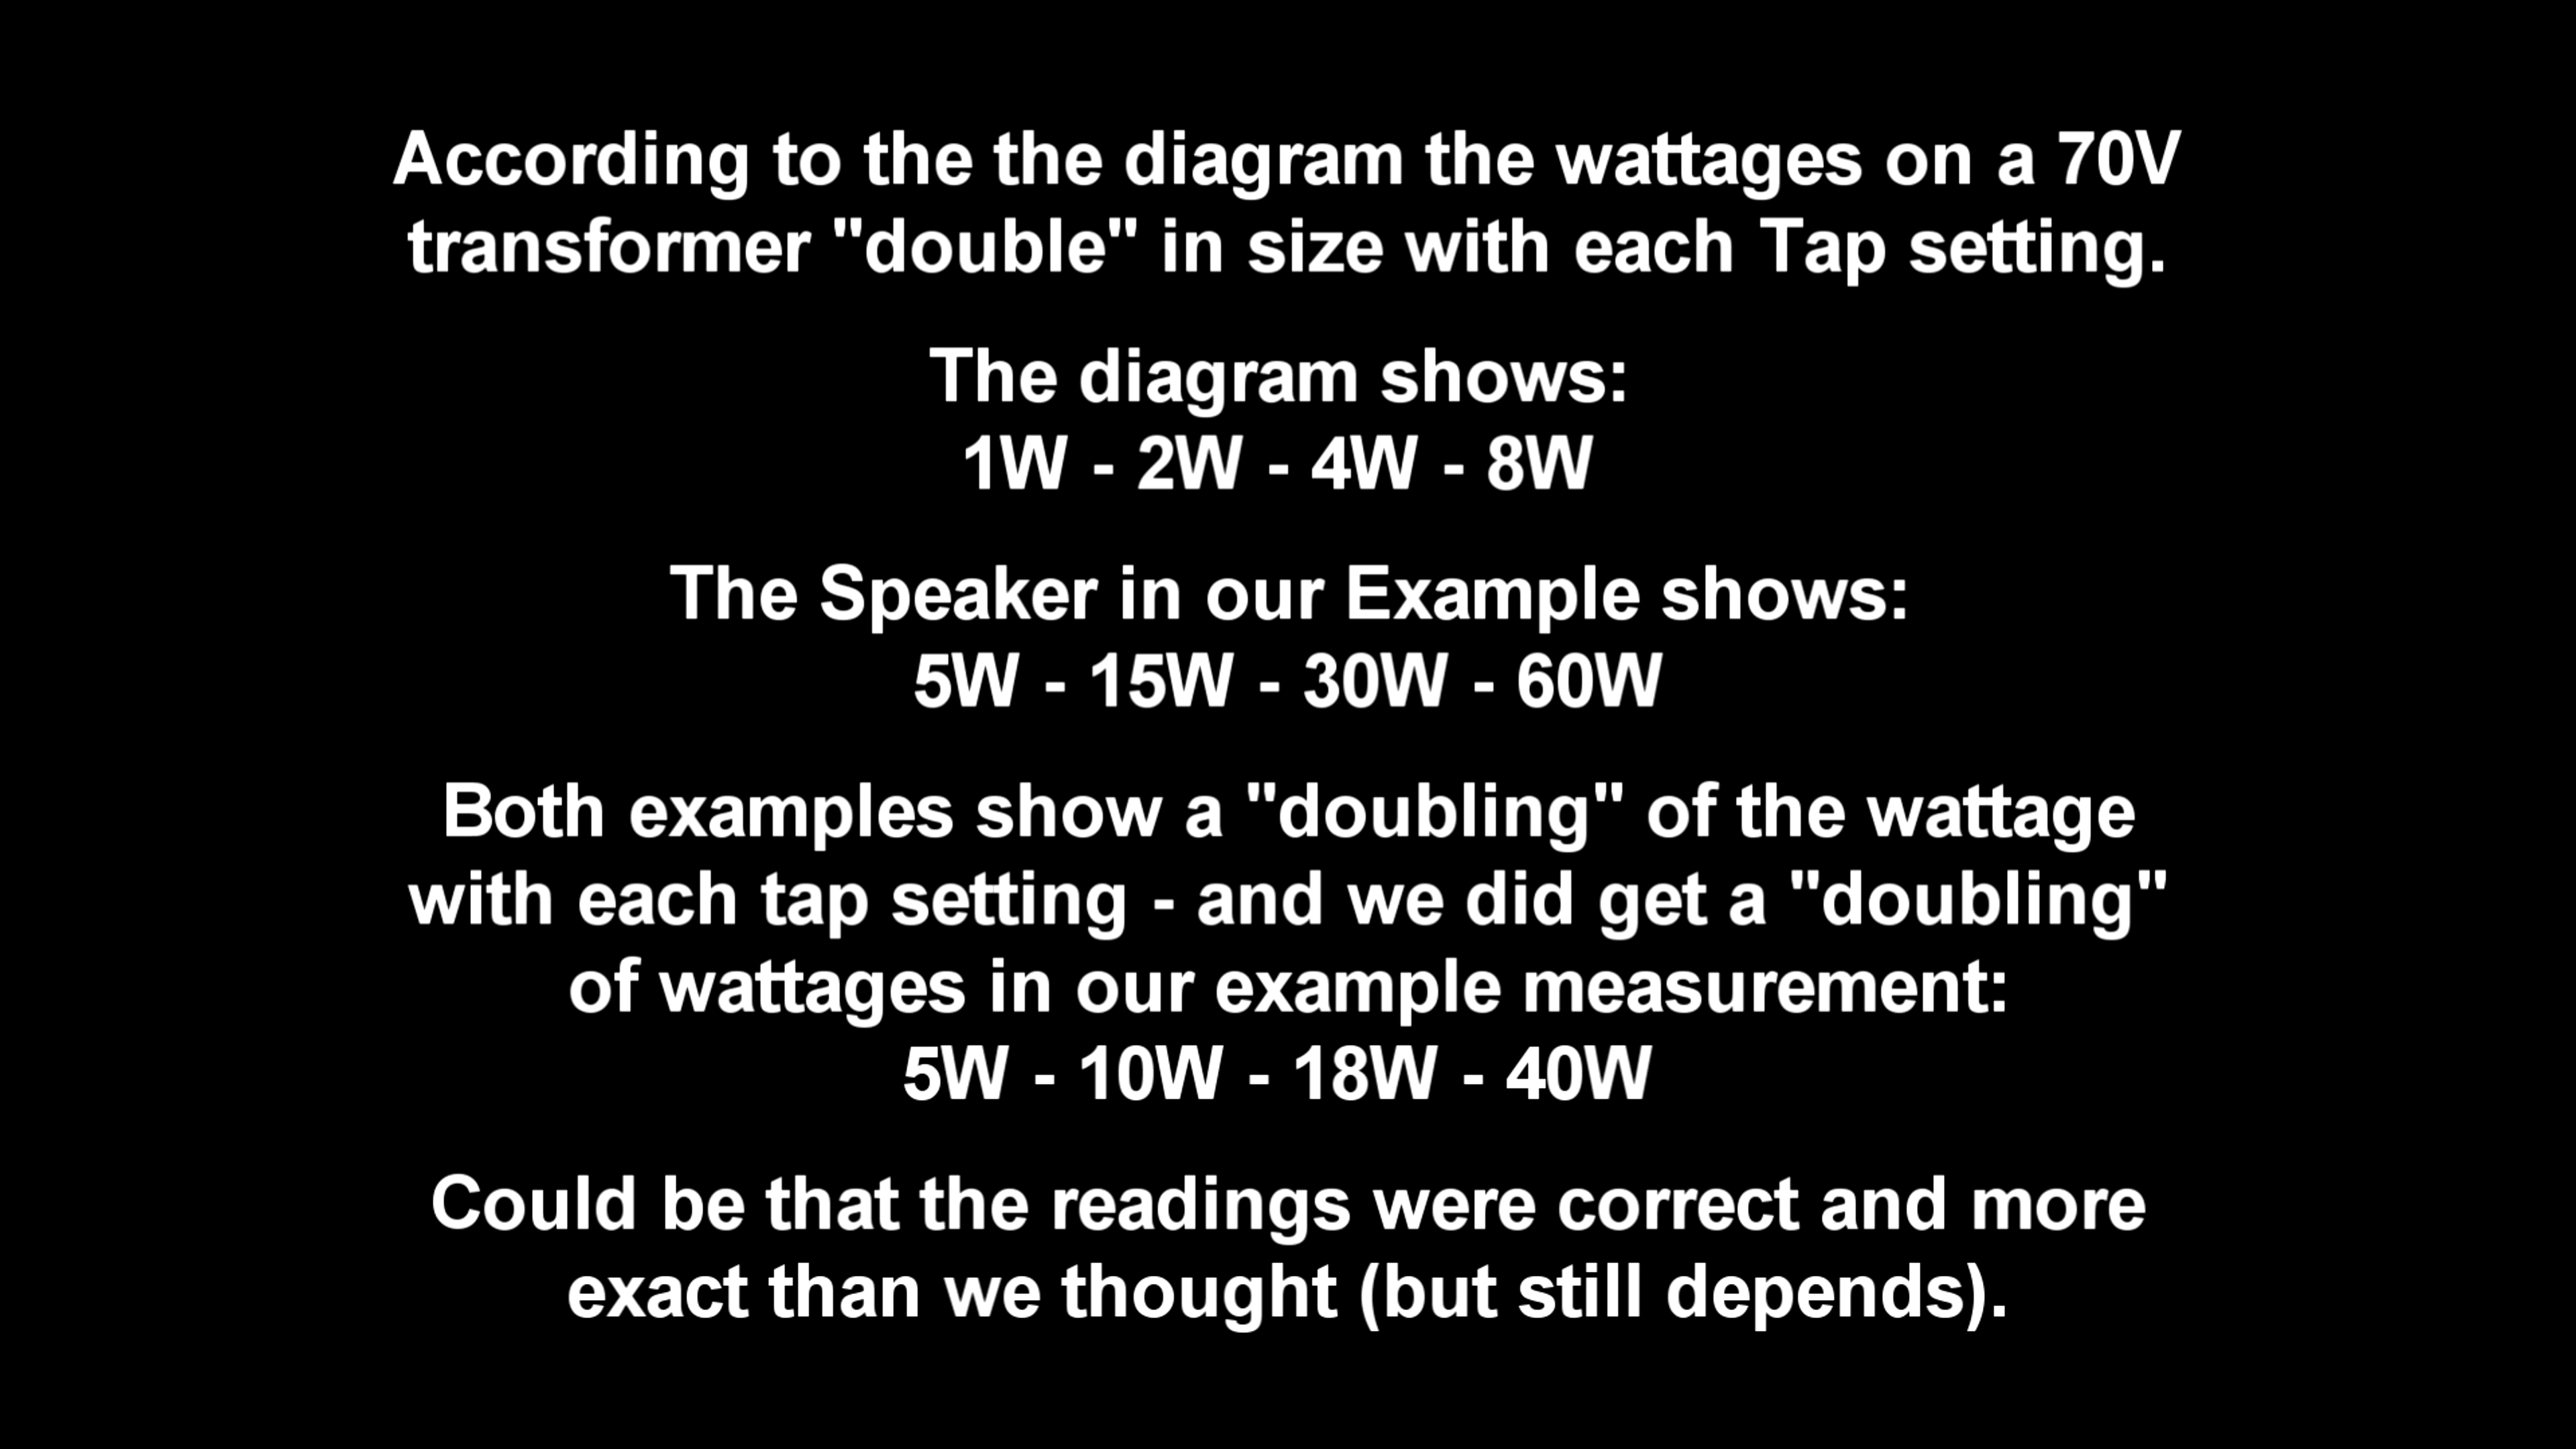 According to the the diagram the wattages on a 70V
transformer "double" in size with each Tap setting.
The diagram shows:
1W - 2W - 4W - 8W
The Speaker in our Example shows:
5W - 15W - 30W - 60W
Both examples show a "doubling" of the wattage
with each tap setting - and we did get a "doubling"
of wattages in our example measurement:
5W - 10W - 18W - 40W
Could be that the readings were correct and more
exact than we thought (but still depends).